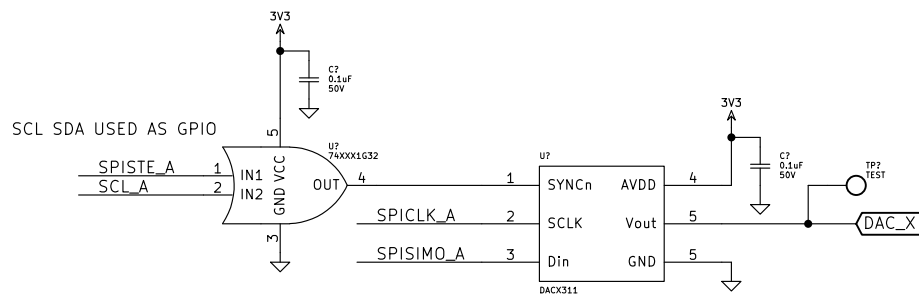 3V3
C?
0.1uF
50V
SCL SDA USED AS GPIO
5
U?
74XXX1G32
SPISTE_A
1
IN1
VCC
SCL_A
2
IN2
GND
OUT
4
3
3V3
C?
0.1uF
50V
U?
1
SYNCn
AVDD
4
TP?
TEST
SPICLK_A
2
SCLK
Vout
5
DAC_X
SPISIMO_A
3
Din
GND
5
DACX311